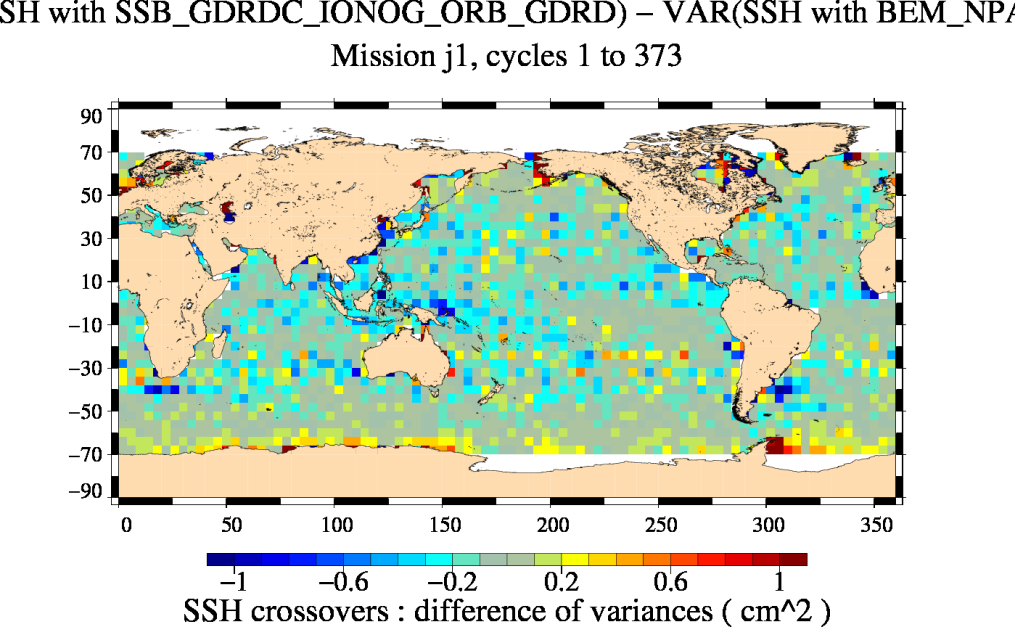 SH with SSB_GDRDC_IONOG_ORB_GDRD) – VAR(SSH with BEM_NPA
Mission j1, cycles 1 to 373
90
70
50
30
10
−10
−30
−50
−70
−90
0 50 100 150 200 250 300 350
−1 −0.6 −0.2 0.2 0.6 1
SSH crossovers : difference of variances ( cm^2 )